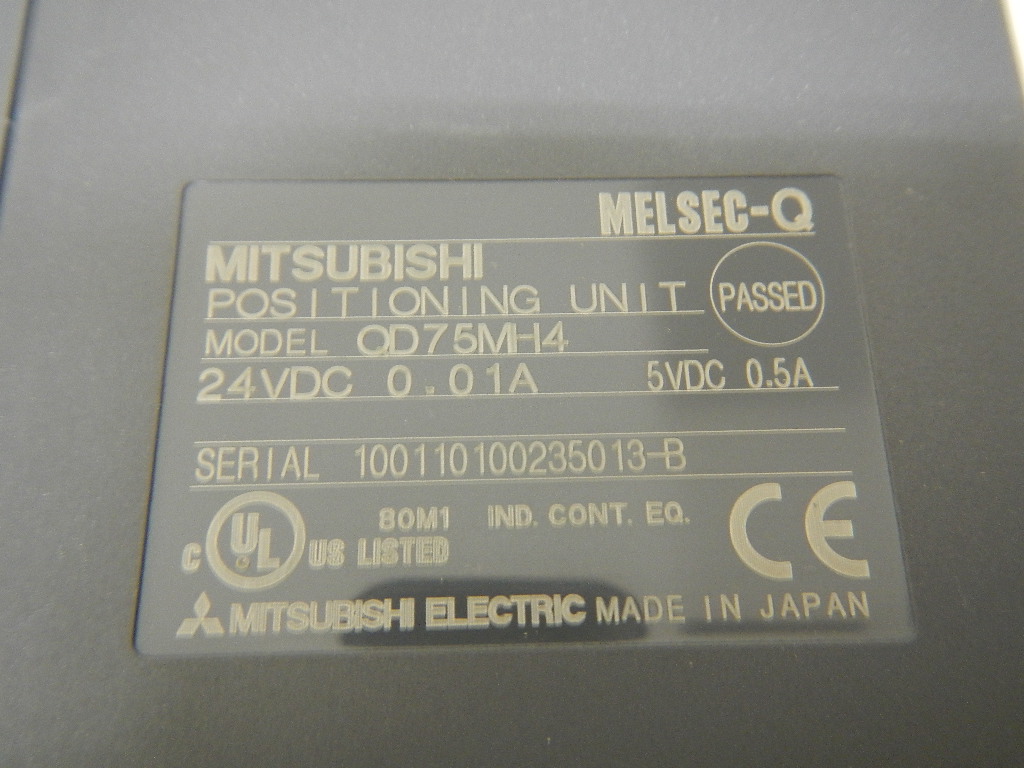 MELSEC-Q
MITSUBISHI
POSITIONING UNIT PASSED
MODEL QD75MH4
24VDC 0.01A 5VDC 0.5A
SERIAL 100110100235013-B
80M1 IND. CONT. EQ.
C UL US LISTED CE
MITSUBISHI ELECTRIC MADE IN JAPAN